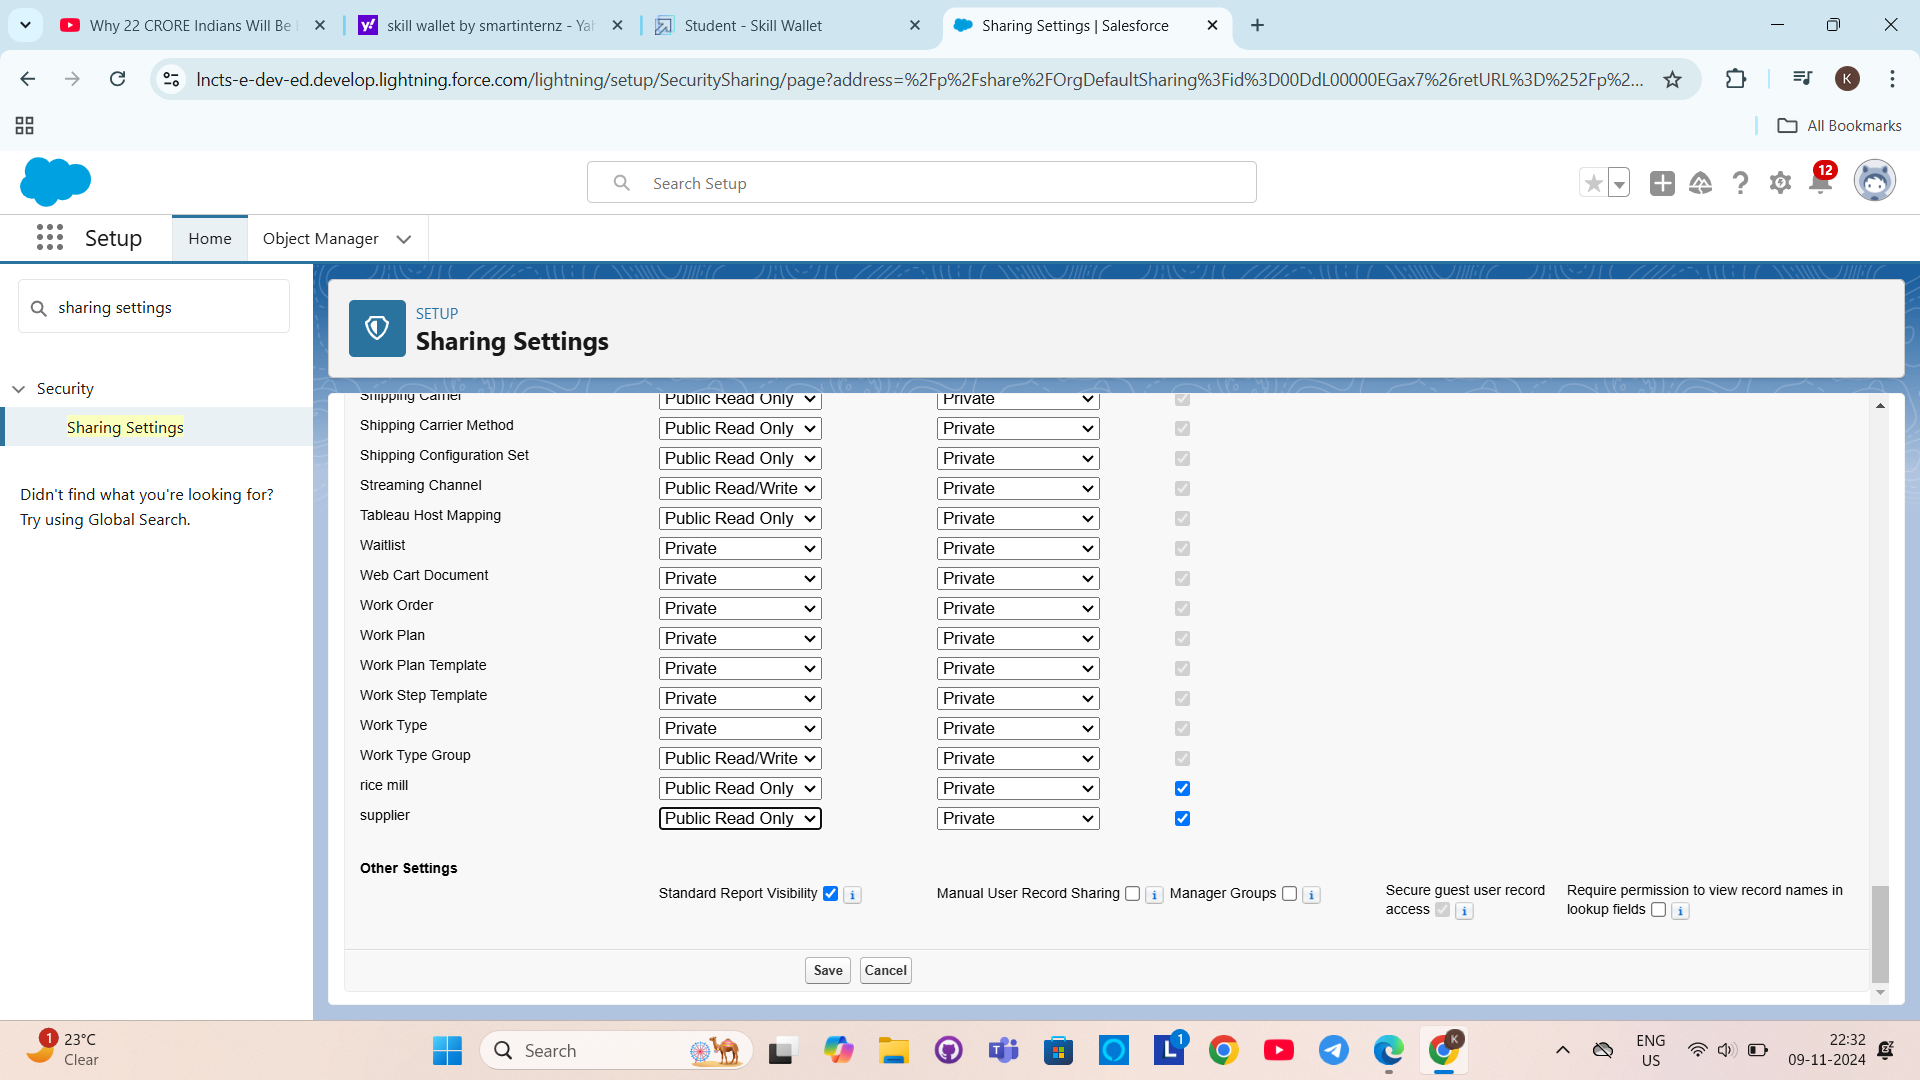 Why 22 CRORE Indians Will Be
skill wallet by smartinternz - Yah
Student - Skill Wallet
Sharing Settings | Salesforce
lncts-e-dev-ed.develop.lightning.force.com/lightning/setup/SecuritySharing/page?address=%2Fp%2Fshare%2FOrgDefaultSharing%3Fid%3D00DdL00000EGax7%26retURL%3D%252Fp%2...
K
All Bookmarks
Search Setup
12
Setup
Home
Object Manager
sharing settings
Security
Sharing Settings
Didn't find what you're looking for?
Try using Global Search.
SETUP
Sharing Settings
Shipping Carrier Public Read Only Private
Shipping Carrier Method Public Read Only Private
Shipping Configuration Set Public Read Only Private
Streaming Channel Public Read/Write Private
Tableau Host Mapping Public Read Only Private
Waitlist Private Private
Web Cart Document Private Private
Work Order Private Private
Work Plan Private Private
Work Plan Template Private Private
Work Step Template Private Private
Work Type Private Private
Work Type Group Public Read/Write Private
rice mill Public Read Only Private
supplier Public Read Only Private
Other Settings
Standard Report Visibility i
Manual User Record Sharing i
Manager Groups i
Secure guest user record
access i
Require permission to view record names in
lookup fields i
Save Cancel
1
23°C
Clear
Search
L
1
K
ENG
US
22:32
09-11-2024